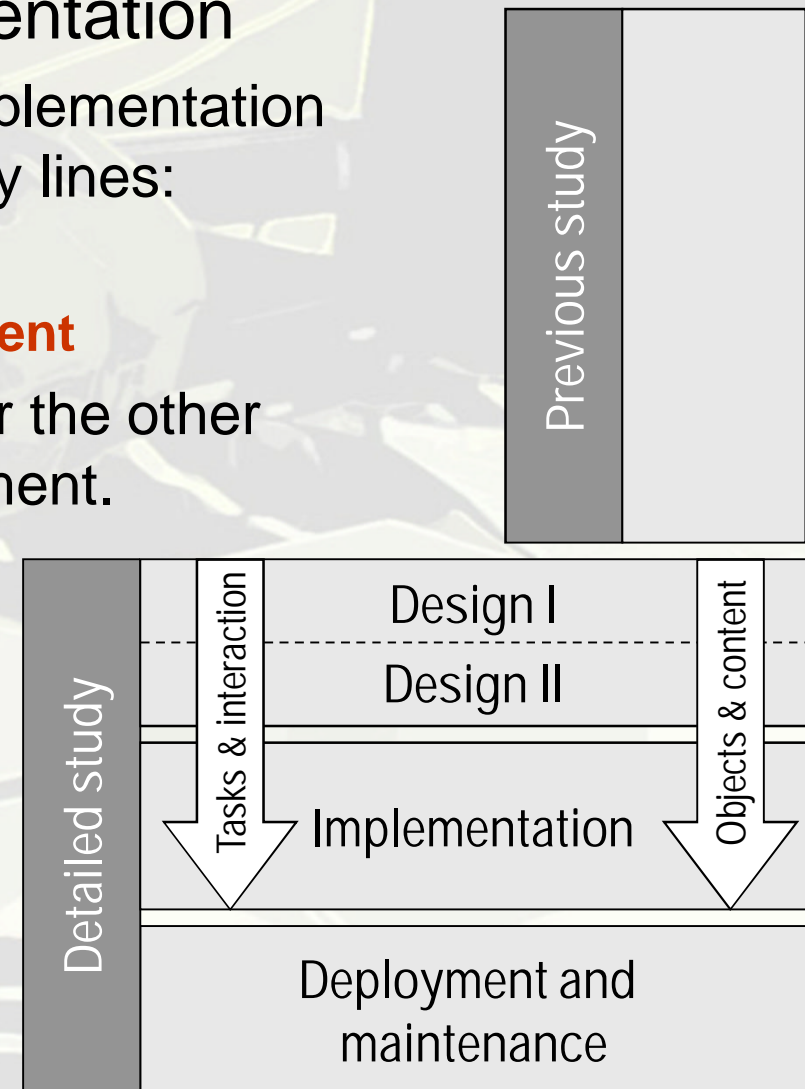 entation
plementation
y lines:
ent
r the other
ment.
Previous study
Detailed study
Tasks & interaction
Design I
Design II
Objects & content
Implementation
Deployment and
maintenance